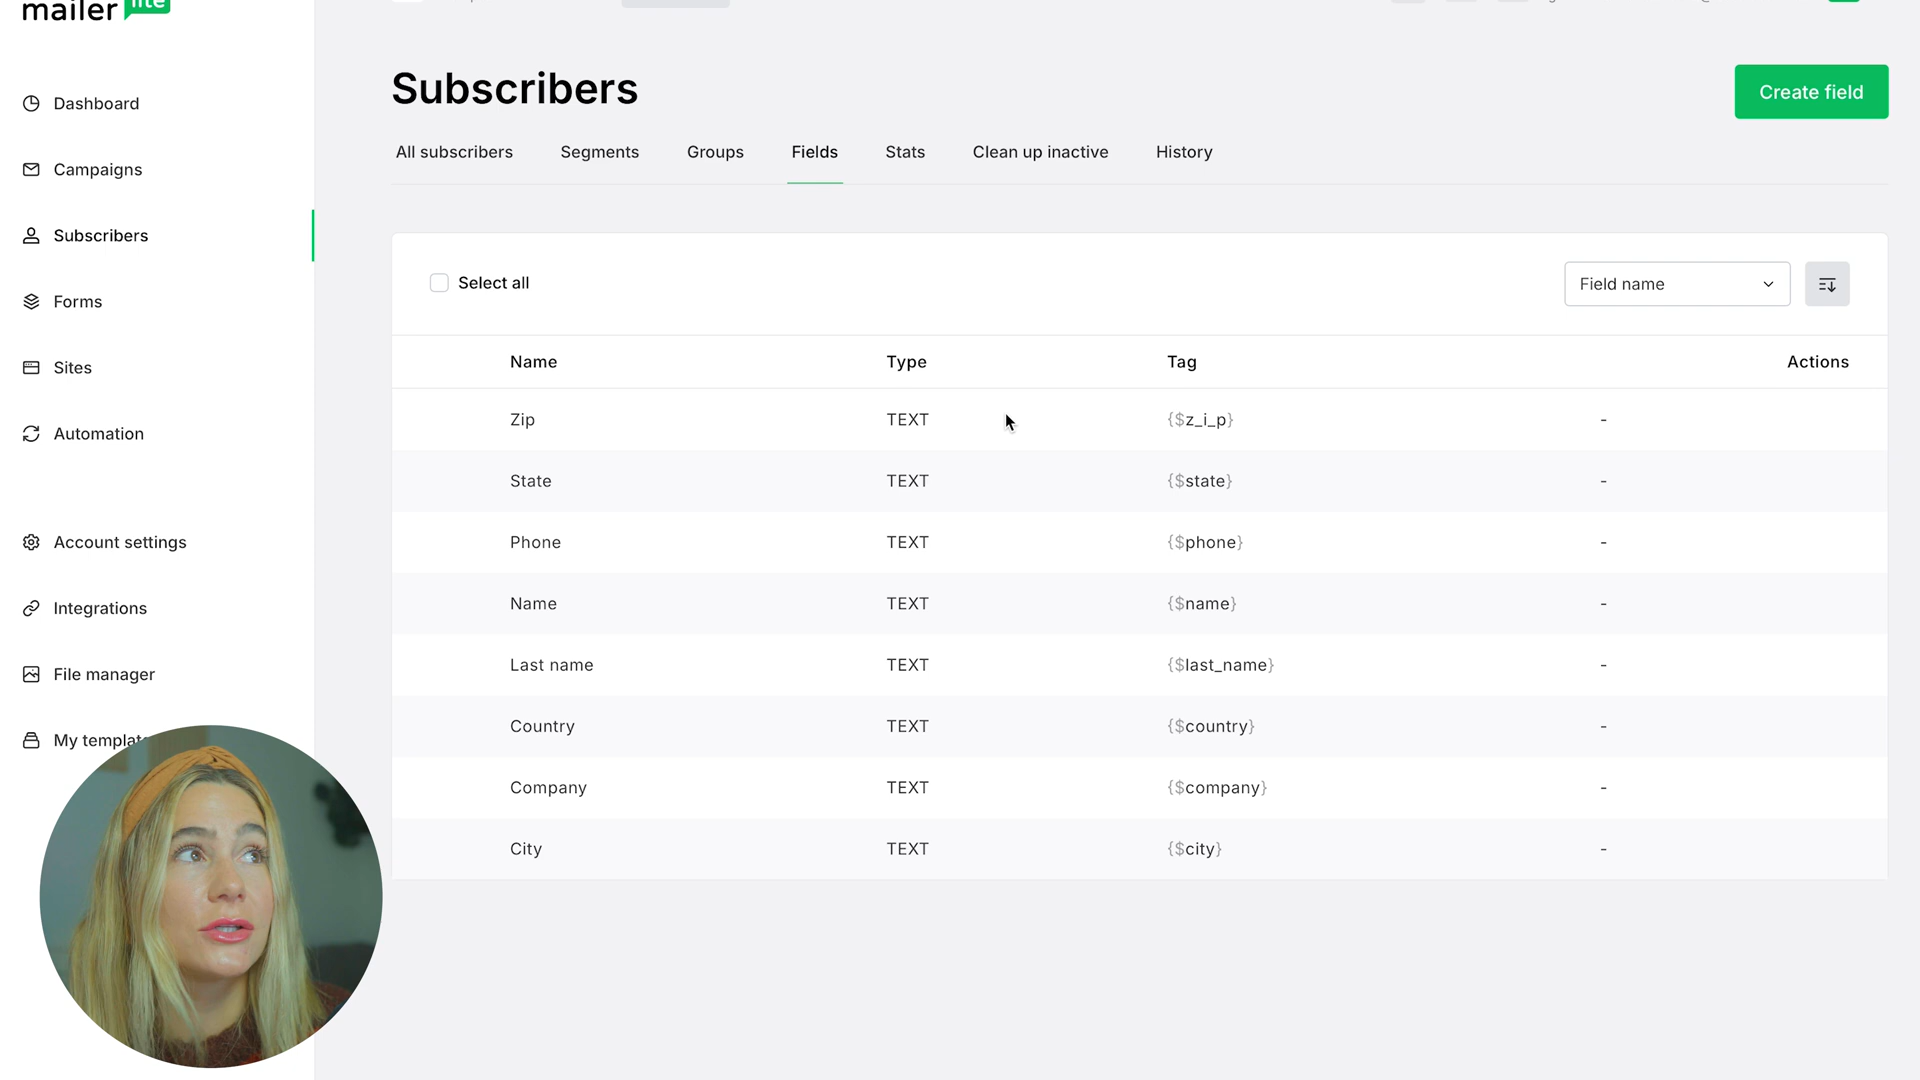 mailer lite
Dashboard
Campaigns
Subscribers
Forms
Sites
Automation
Account settings
Integrations
File manager
My templat
Subscribers
Create field
All subscribers Segments Groups Fields Stats Clean up inactive History
Select all
Field name
Name Type Tag Actions
Zip TEXT {$z_i_p} -
State TEXT {$state} -
Phone TEXT {$phone} -
Name TEXT {$name} -
Last name TEXT {$last_name} -
Country TEXT {$country} -
Company TEXT {$company} -
City TEXT {$city} -